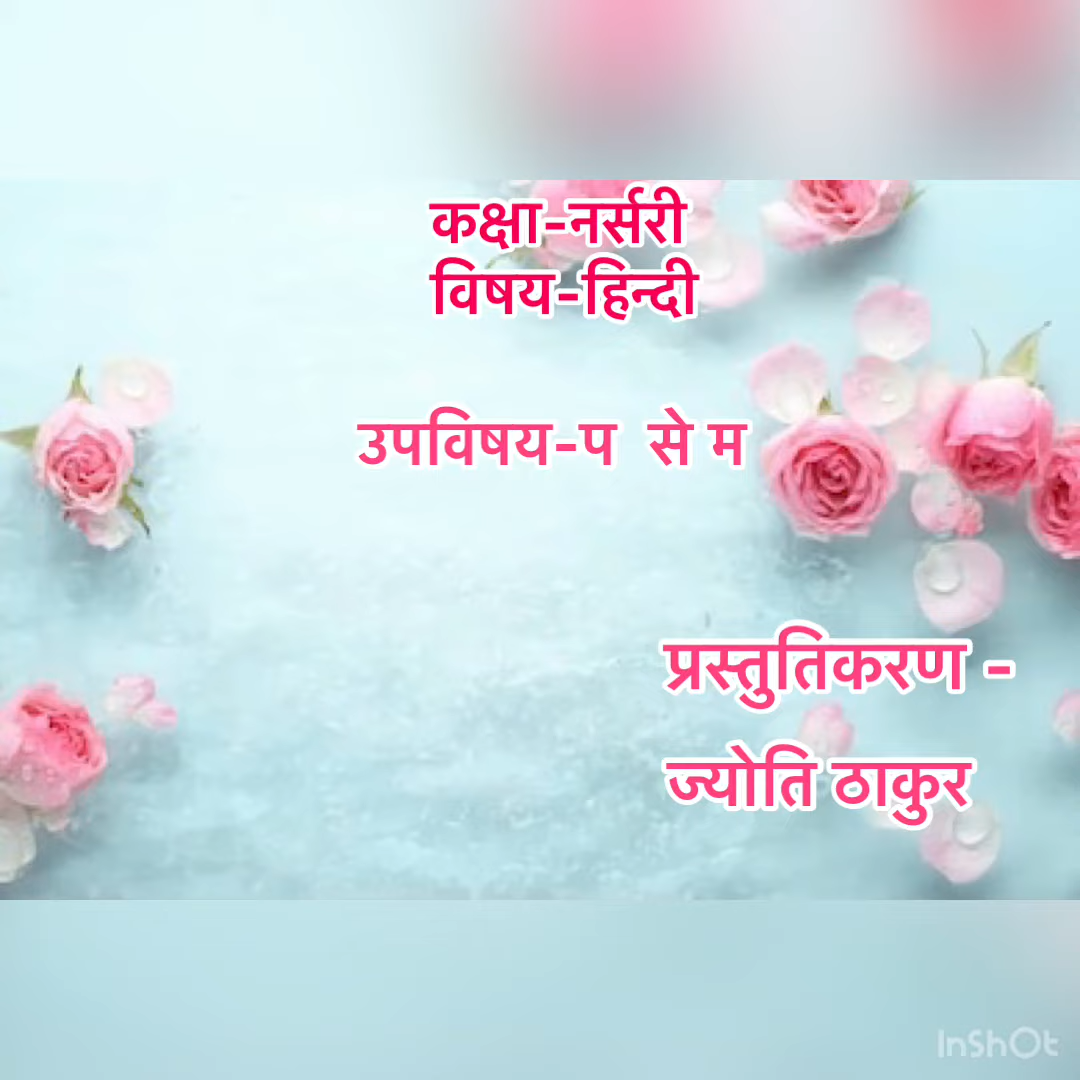 कक्षा-नर्सरी
विषय-हिन्दी
उपविषय-प से म
प्रस्तुतिकरण -
ज्योति ठाकुर
InShOt